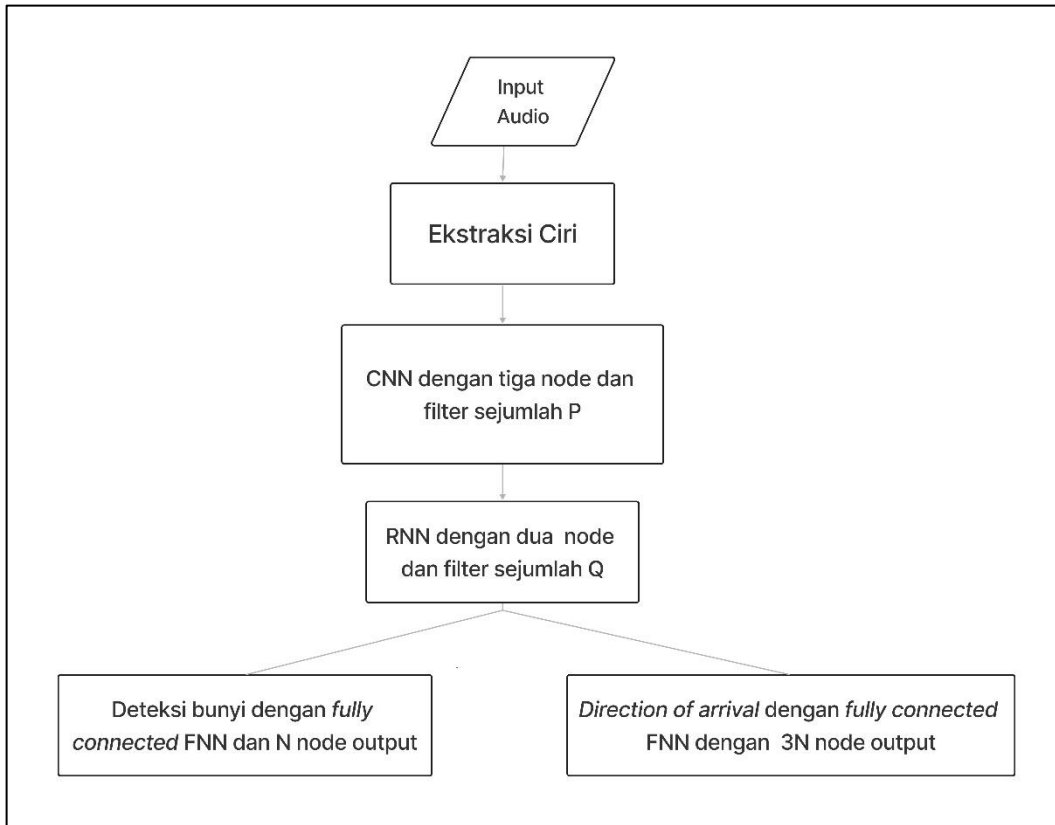 Input
Audio
Ekstraksi Ciri
CNN dengan tiga node dan
filter sejumlah P
RNN dengan dua node
dan filter sejumlah Q
Deteksi bunyi dengan fully
connected FNN dan N node output
Direction of arrival dengan fully connected
FNN dengan 3N node output